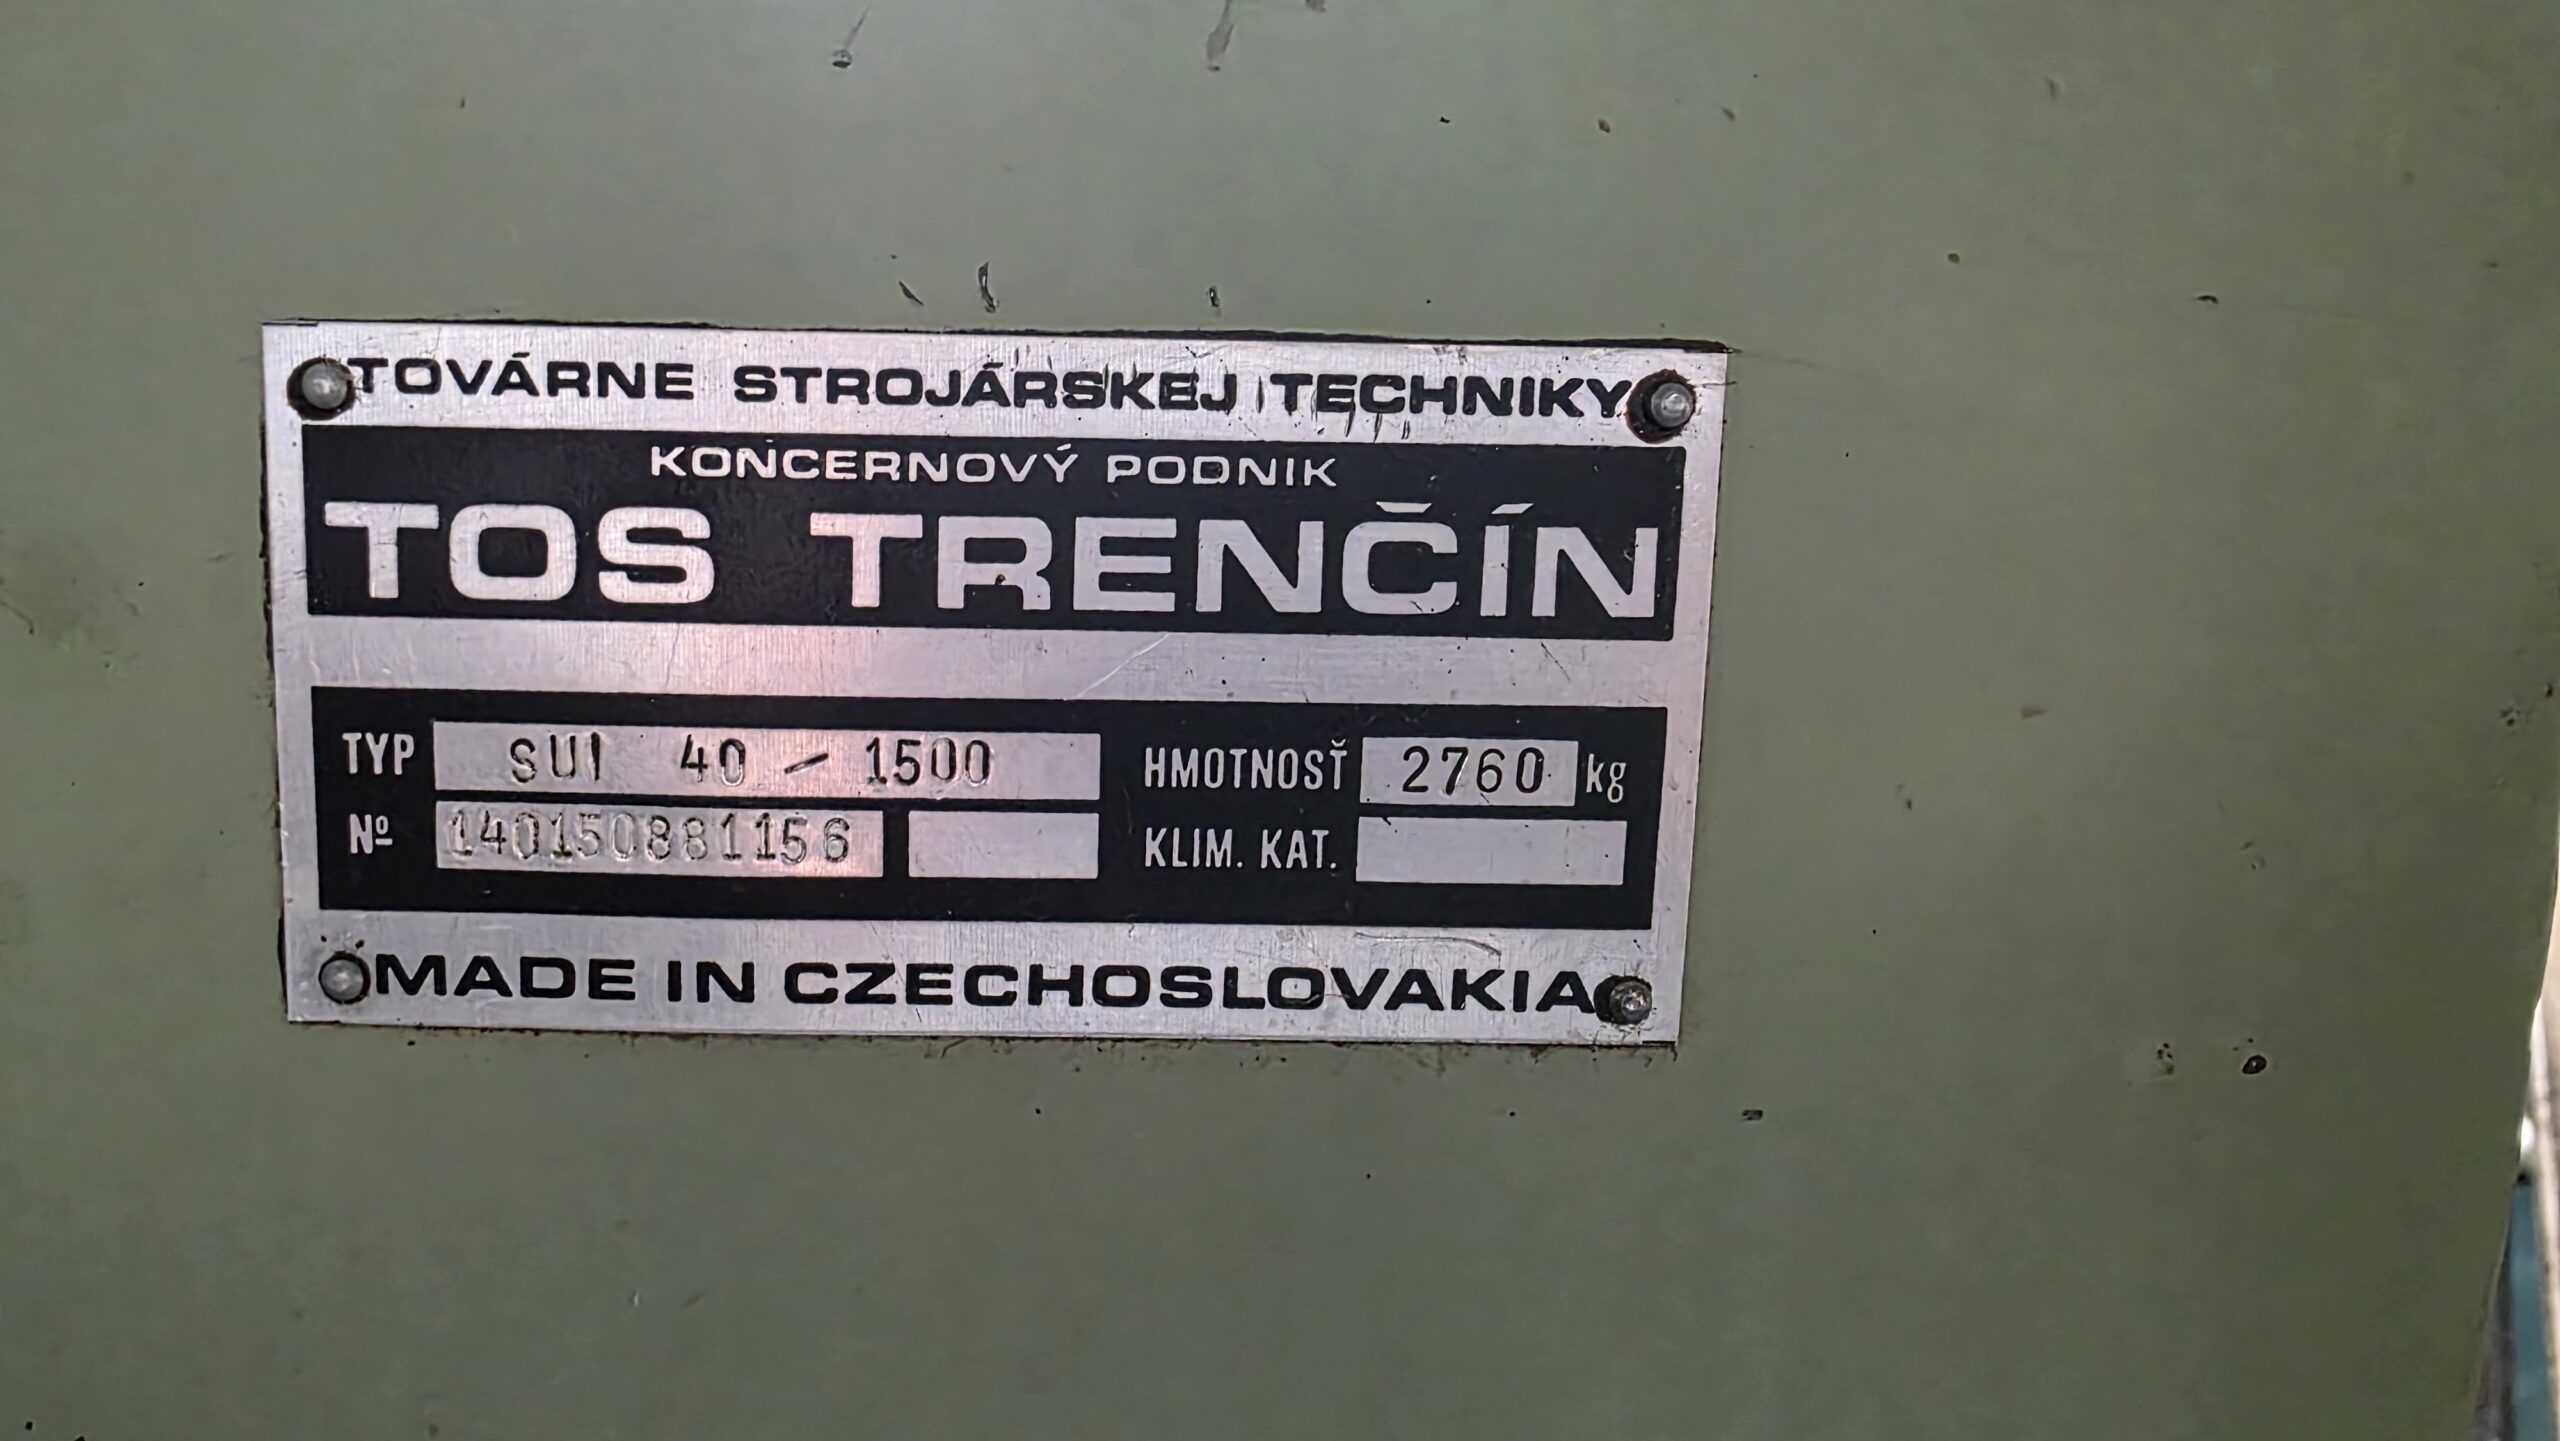 TOVÁRNE STROJÁRSKEJ TECHNIKY
KONCERNOVÝ PODNIK
TOS TRENČÍN
TYP SUI 40 - 1500 HMOTNOSŤ 2760 kg
Nº 140150881156 KLIM. KAT.
MADE IN CZECHOSLOVAKIA